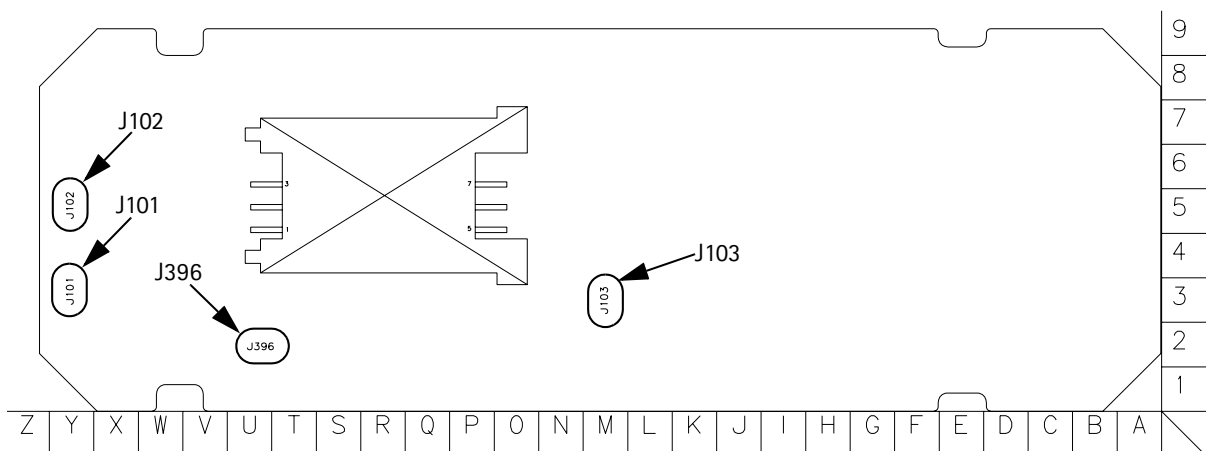 9
8
7
6
5
4
3
2
1
J102
J101
J396
J103
J102
J101
J396
J103
3
1
7
5
Z Y X W V U T S R Q P O N M L K J I H G F E D C B A